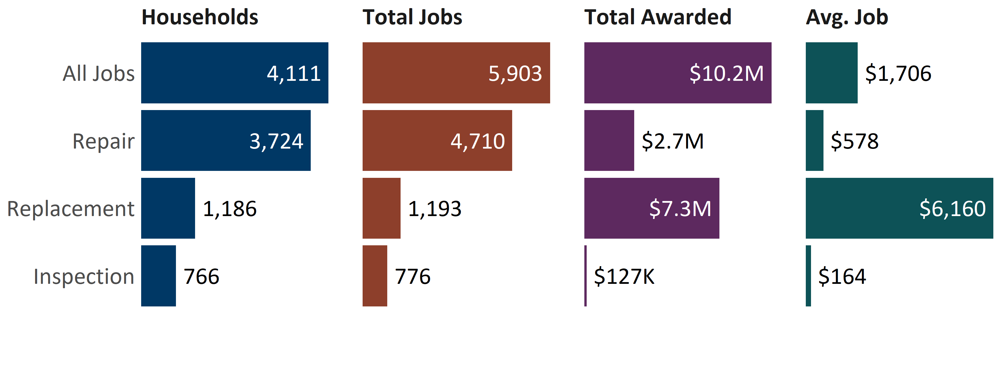 Households Total Jobs Total Awarded Avg. Job
All Jobs 4,111 5,903 $10.2M $1,706
Repair 3,724 4,710 $2.7M $578
Replacement 1,186 1,193 $7.3M $6,160
Inspection 766 776 $127K $164